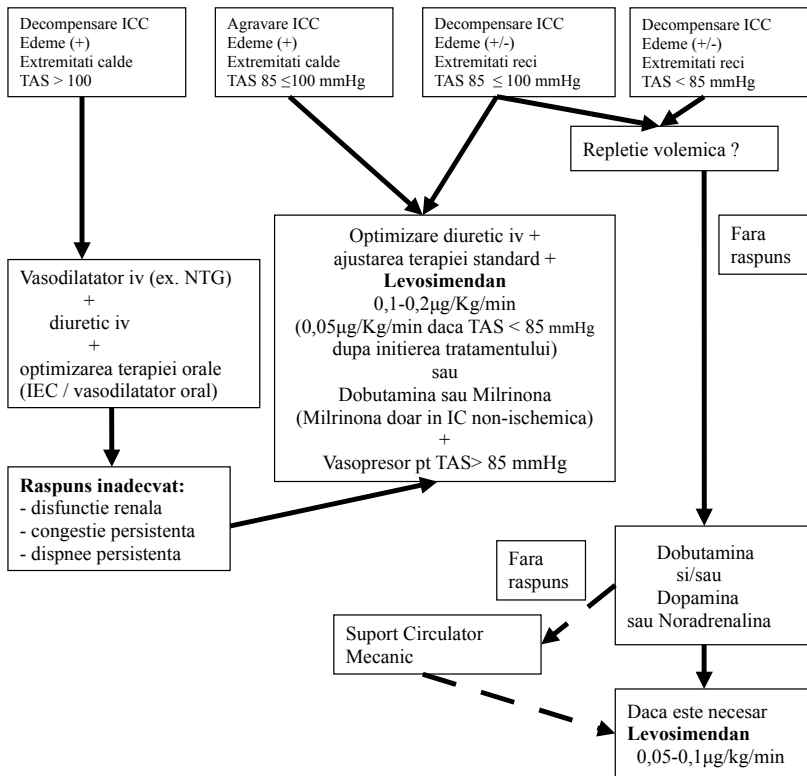 Decompensare ICC
Edeme (+)
Extremitati calde
TAS > 100
Agravare ICC
Edeme (+)
Extremitati calde
TAS 85 ≤100 mmHg
Decompensare ICC
Edeme (+/-)
Extremitati reci
TAS 85 ≤ 100 mmHg
Decompensare ICC
Edeme (+/-)
Extremitati reci
TAS < 85 mmHg
Repletie volemica ?
Fara
raspuns
Optimizare diuretic iv +
ajustarea terapiei standard +
Levosimendan
0,1-0,2μg/Kg/min
(0,05μg/Kg/min daca TAS < 85 mmHg
dupa initierea tratamentului)
sau
Dobutamina sau Milrinona
(Milrinona doar in IC non-ischemica)
+
Vasopresor pt TAS> 85 mmHg
Vasodilatator iv (ex. NTG)
+
diuretic iv
+
optimizarea terapiei orale
(IEC / vasodilatator oral)
Raspuns inadecvat:
- disfunctie renala
- congestie persistenta
- dispnee persistenta
Fara
raspuns
Dobutamina
si/sau
Dopamina
sau Noradrenalina
Suport Circulator
Mecanic
Daca este necesar
Levosimendan
0,05-0,1μg/kg/min